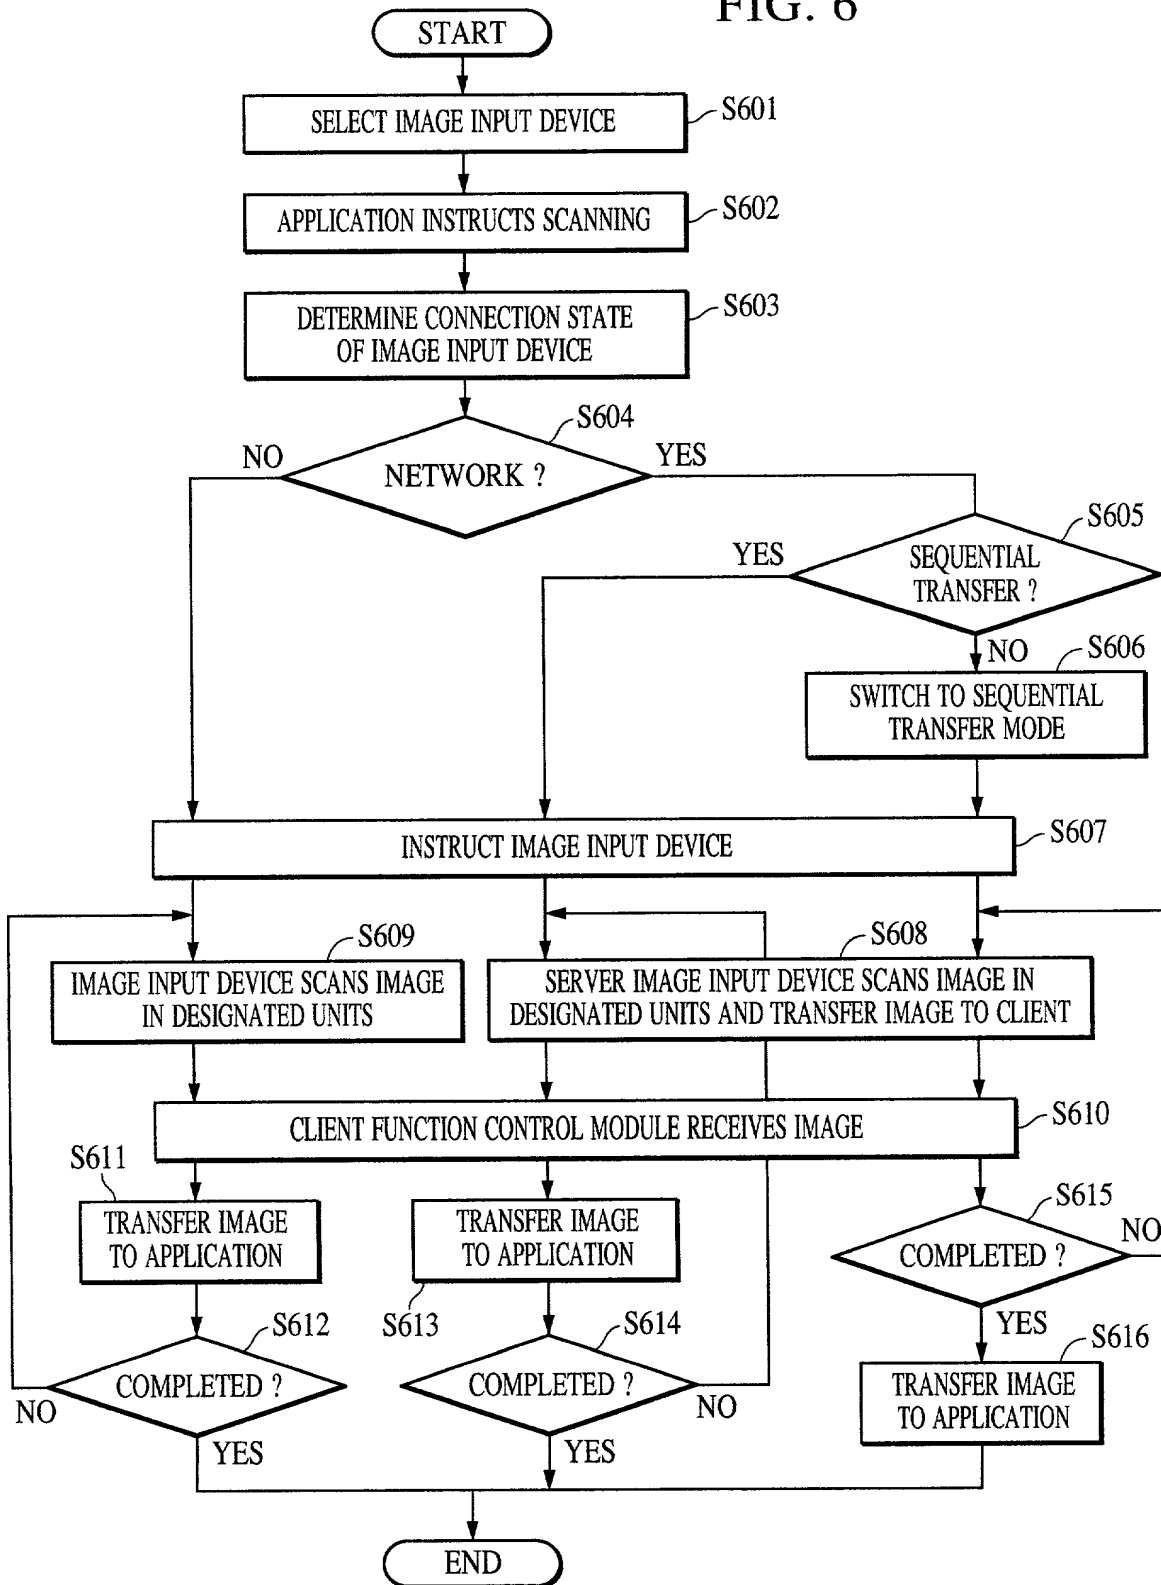 FIG. 6
START
SELECT IMAGE INPUT DEVICE
S601
APPLICATION INSTRUCTS SCANNING
S602
DETERMINE CONNECTION STATE
OF IMAGE INPUT DEVICE
S603
S604
NO
NETWORK ?
YES
S605
YES
SEQUENTIAL
TRANSFER ?
NO
S606
SWITCH TO SEQUENTIAL
TRANSFER MODE
INSTRUCT IMAGE INPUT DEVICE
S607
S609
IMAGE INPUT DEVICE SCANS IMAGE
IN DESIGNATED UNITS
S608
SERVER IMAGE INPUT DEVICE SCANS IMAGE IN
DESIGNATED UNITS AND TRANSFER IMAGE TO CLIENT
CLIENT FUNCTION CONTROL MODULE RECEIVES IMAGE
S610
S611
TRANSFER IMAGE
TO APPLICATION
TRANSFER IMAGE
TO APPLICATION
S613
S615
COMPLETED ?
NO
YES
S612
COMPLETED ?
NO
YES
S614
COMPLETED ?
NO
YES
S616
TRANSFER IMAGE
TO APPLICATION
END